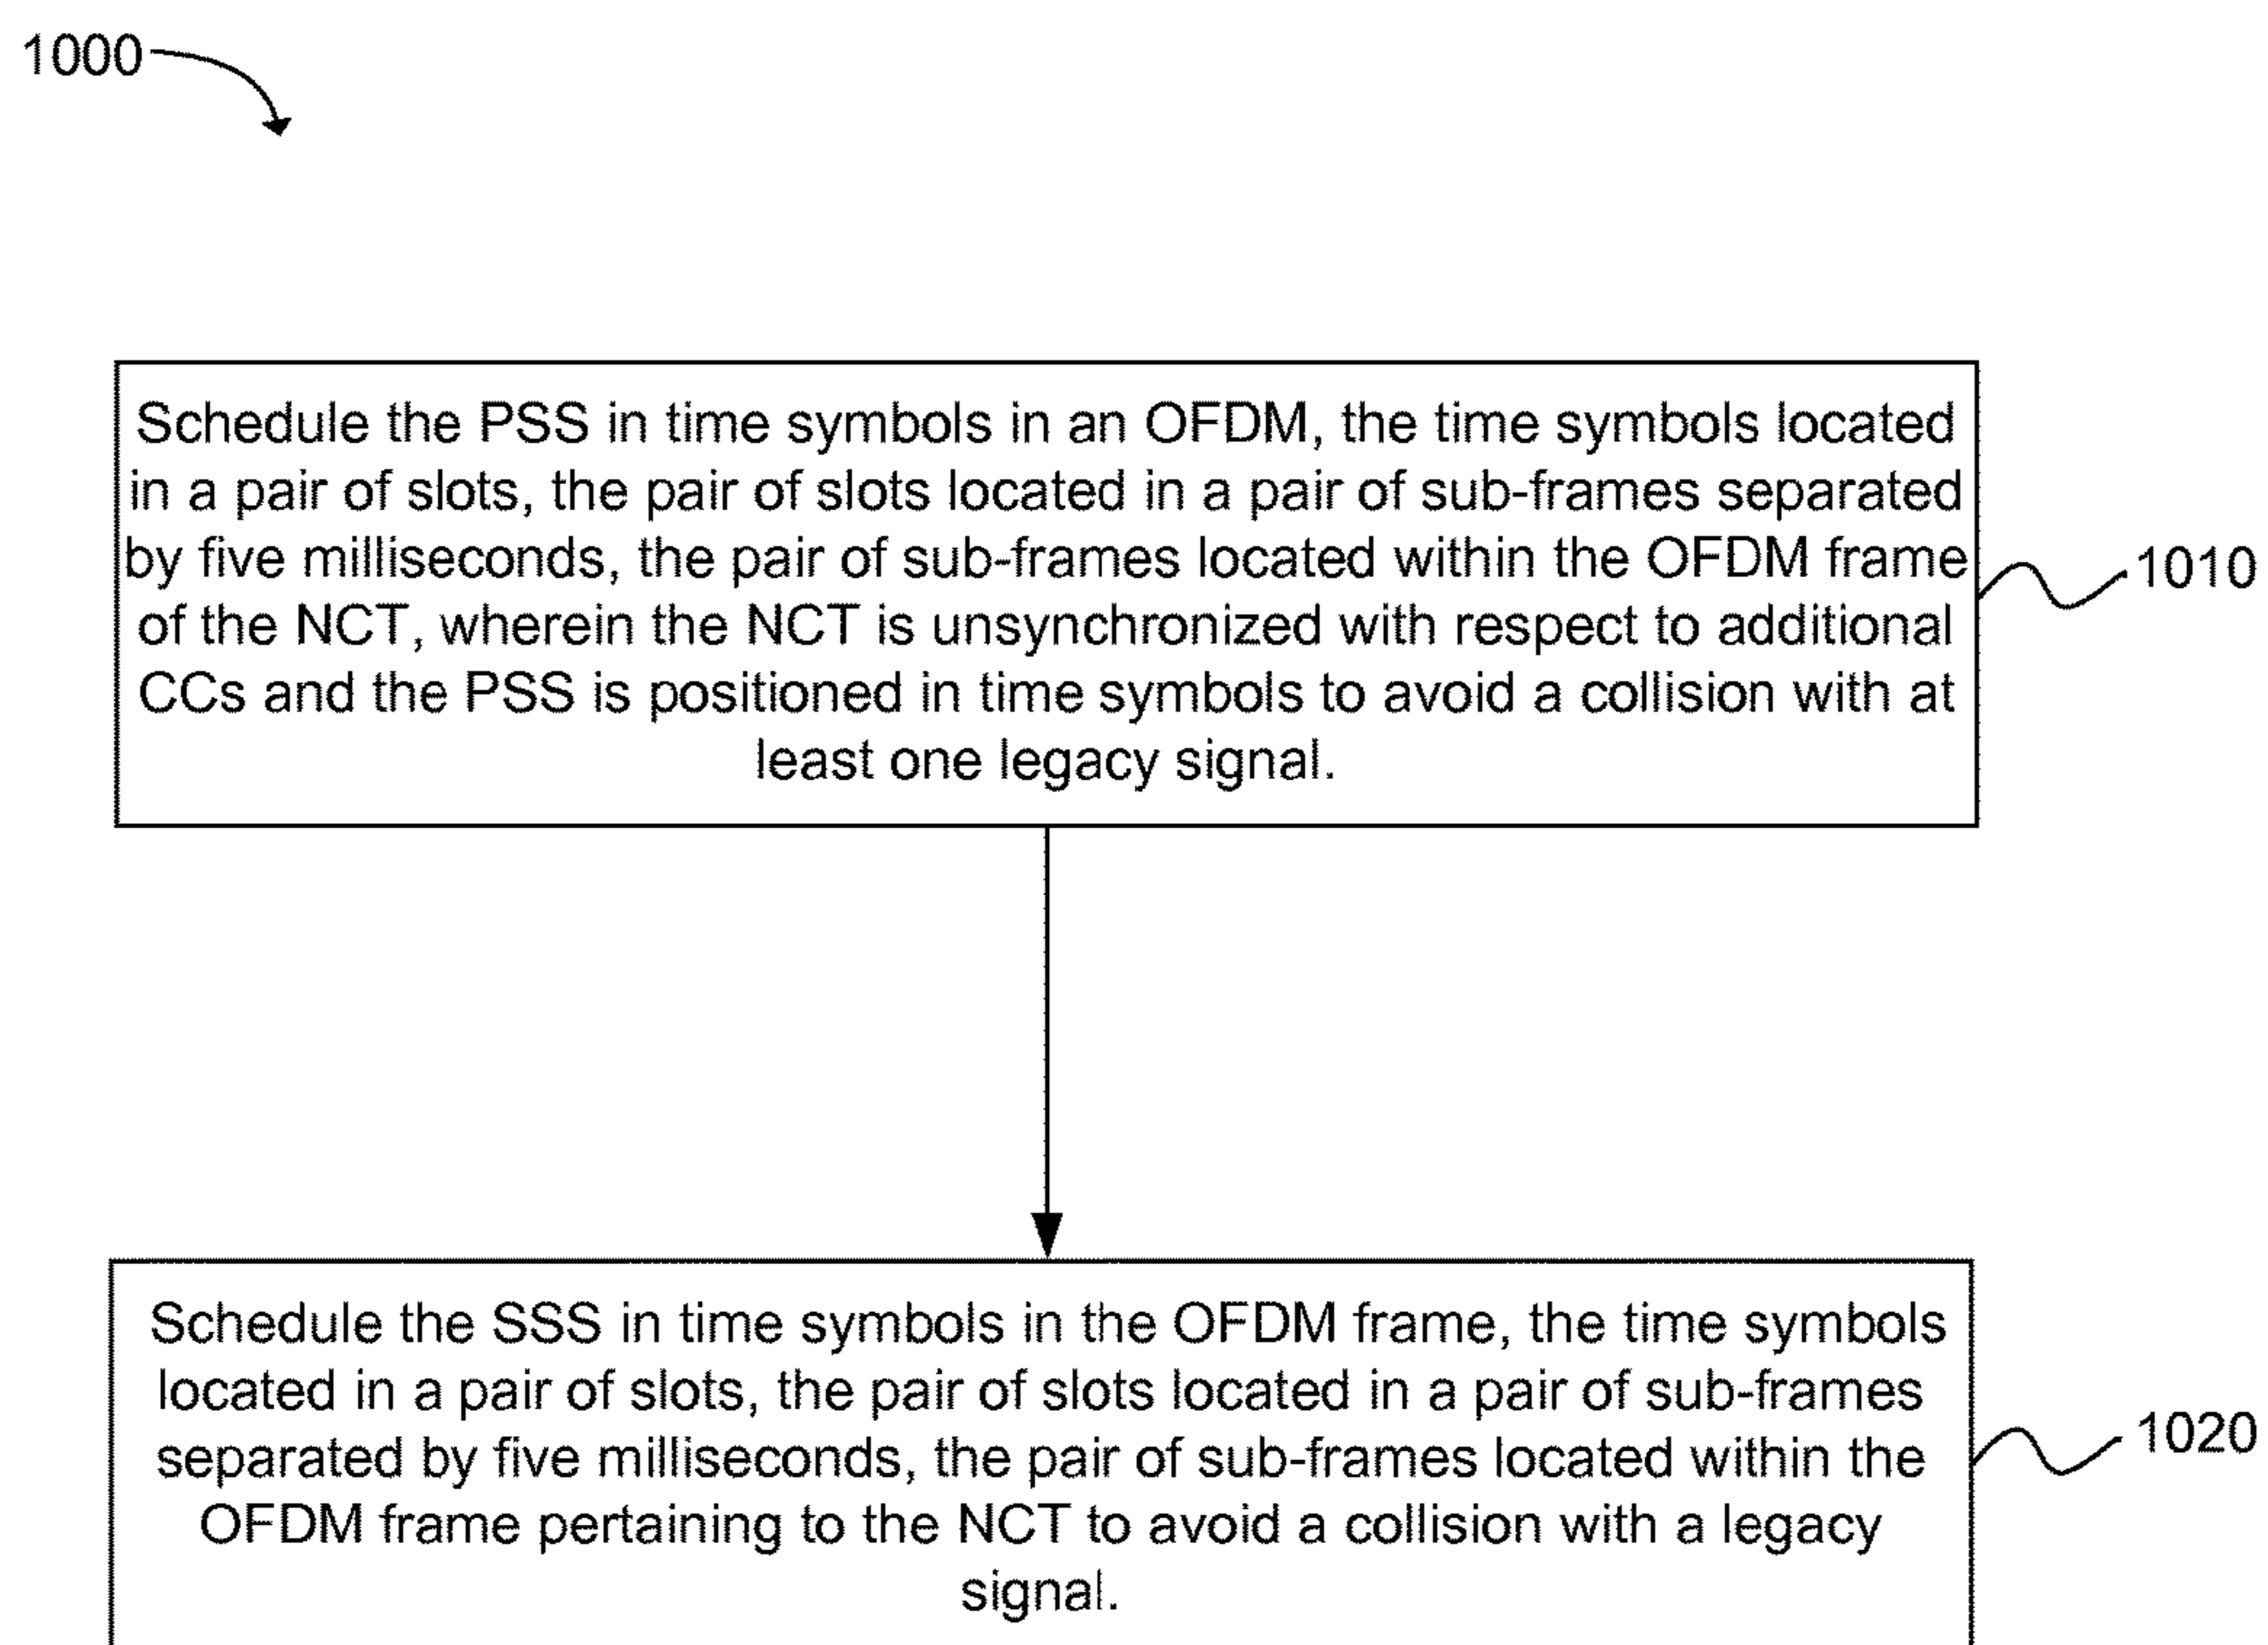 1000
Schedule the PSS in time symbols in an OFDM, the time symbols located
in a pair of slots, the pair of slots located in a pair of sub-frames separated
by five milliseconds, the pair of sub-frames located within the OFDM frame
of the NCT, wherein the NCT is unsynchronized with respect to additional
CCs and the PSS is positioned in time symbols to avoid a collision with at
least one legacy signal.
1010
Schedule the SSS in time symbols in the OFDM frame, the time symbols
located in a pair of slots, the pair of slots located in a pair of sub-frames
separated by five milliseconds, the pair of sub-frames located within the
OFDM frame pertaining to the NCT to avoid a collision with a legacy
signal.
1020